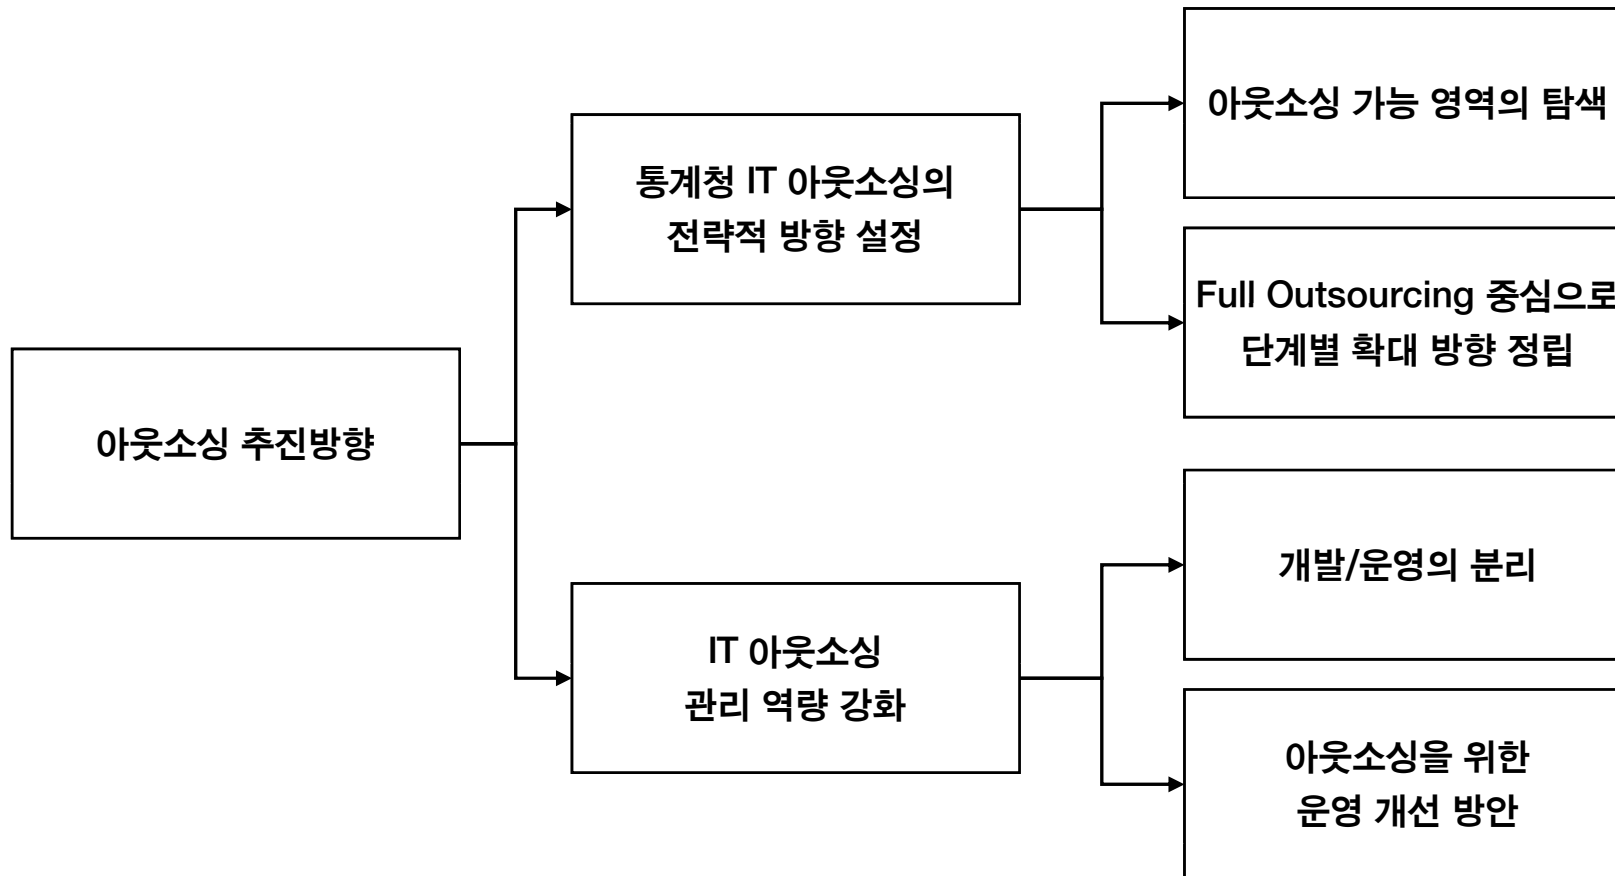 아웃소싱 추진방향
통계청 IT 아웃소싱의
전략적 방향 설정
IT 아웃소싱
관리 역량 강화
아웃소싱 가능 영역의 탐색
Full Outsourcing 중심으로
단계별 확대 방향 정립
개발/운영의 분리
아웃소싱을 위한
운영 개선 방안